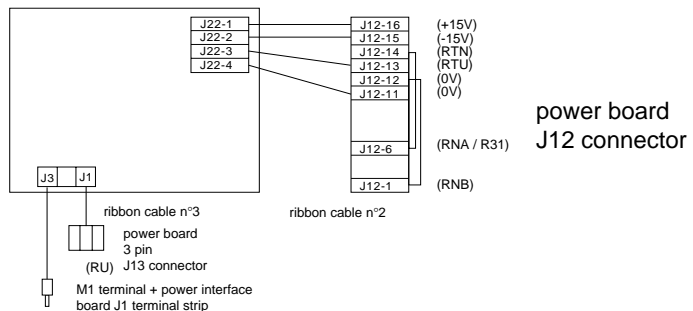 J22-1
J22-2
J22-3
J22-4
J12-16 (+15V)
J12-15 (-15V)
J12-14 (RTN)
J12-13 (RTU)
J12-12 (0V)
J12-11 (0V)
J12-6 (RNA / R31)
J12-1 (RNB)
power board
J12 connector
J3 J1
ribbon cable n°3
ribbon cable n°2
power board
3 pin
(RU) J13 connector
M1 terminal + power interface
board J1 terminal strip